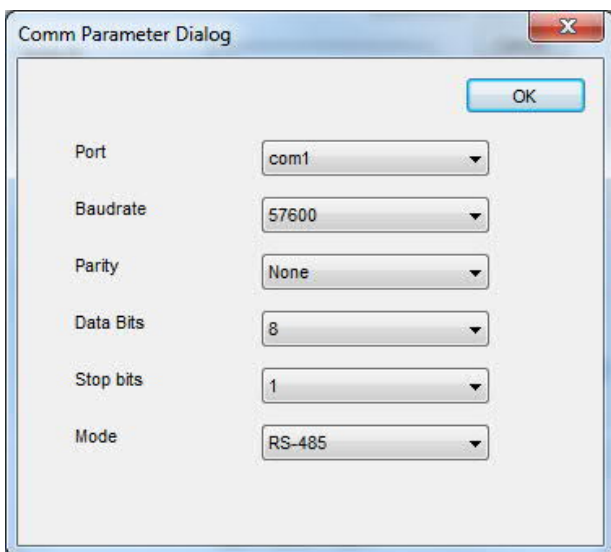 Comm Parameter Dialog
OK
Port com1
Baudrate 57600
Parity None
Data Bits 8
Stop bits 1
Mode RS-485